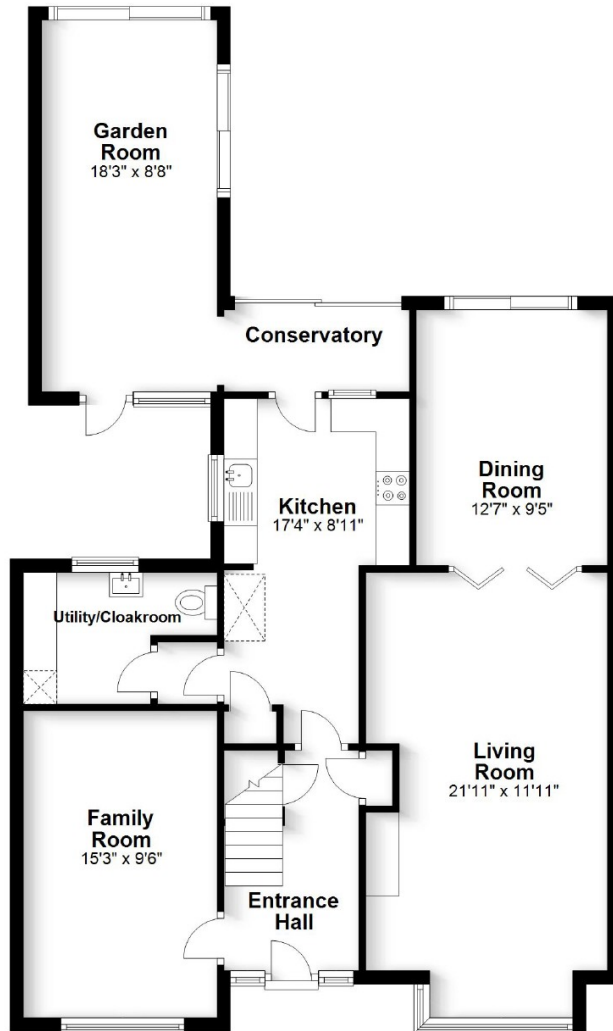 Garden
Room
18'3" x 8'8"
Conservatory
Dining
Room
12'7" x 9'5"
Kitchen
17'4" x 8'11"
Utility/Cloakroom
Living
Room
21'11" x 11'11"
Family
Room
15'3" x 9'6"
Entrance
Hall